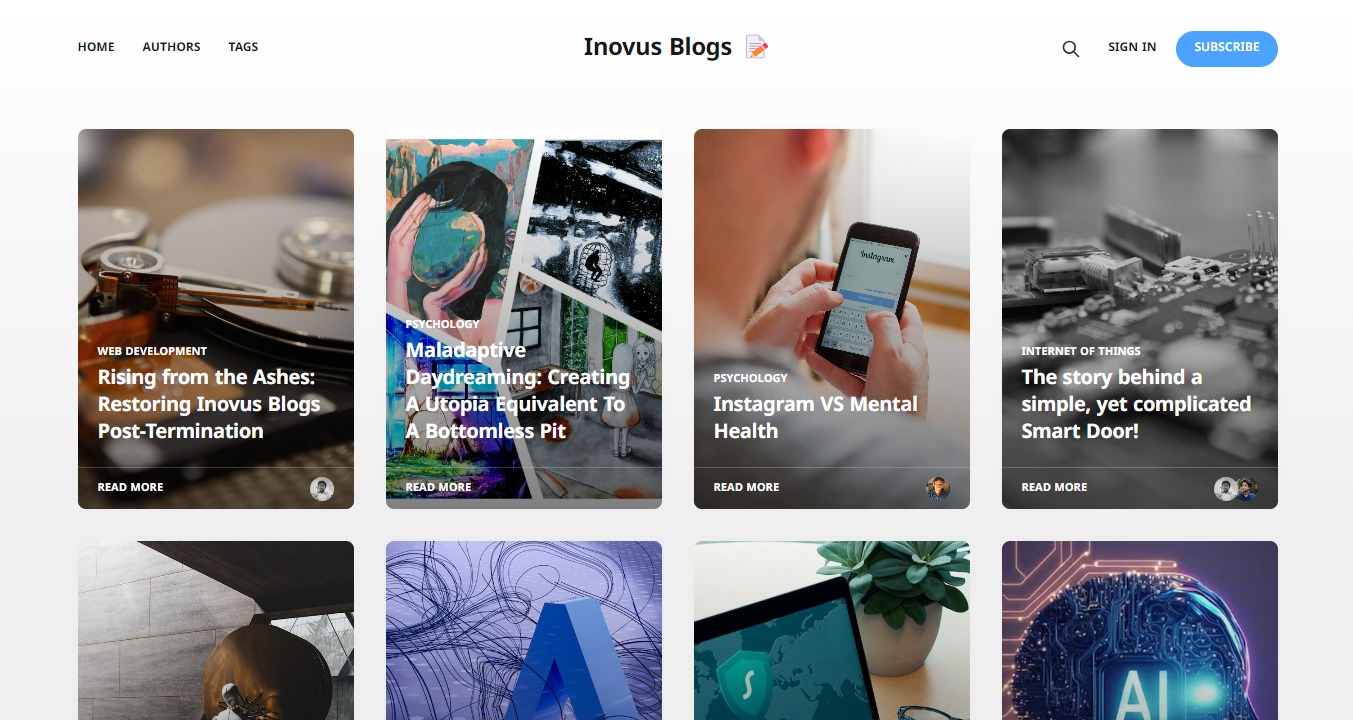 HOME AUTHORS TAGS Inovus Blogs SIGN IN SUBSCRIBE
WEB DEVELOPMENT
Rising from the Ashes:
Restoring Inovus Blogs
Post-Termination
READ MORE
PSYCHOLOGY
Maladaptive
Daydreaming: Creating
A Utopia Equivalent To
A Bottomless Pit
READ MORE
Instagram
PSYCHOLOGY
Instagram VS Mental
Health
READ MORE
INTERNET OF THINGS
The story behind a
simple, yet complicated
Smart Door!
READ MORE
AI